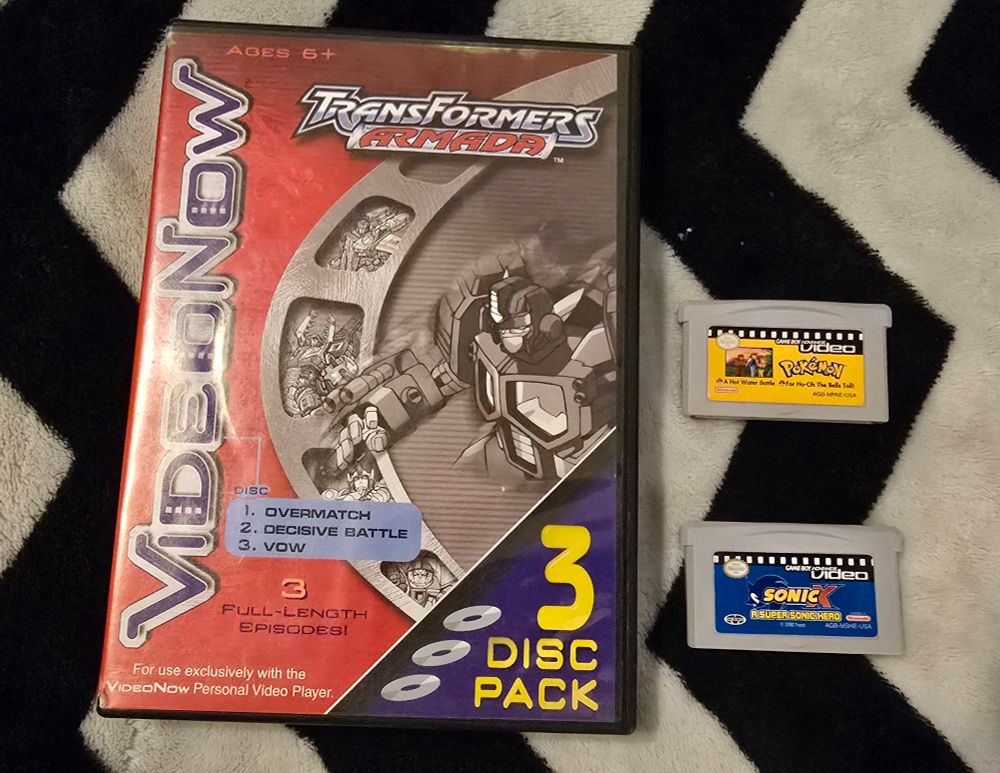 AGES 6+
VIDEONOW
TRANSFORMERS
ARMADA
TM
DISC
1. OVERMATCH
2. DECISIVE BATTLE
3. VOW
3
FULL-LENGTH
EPISODES!
3
DISC
PACK
For use exclusively with the
VIDEONOW Personal Video Player.
GAME BOY ADVANCE
Video
POKéMON
A Hot Water Battle
For Ho-Oh The Bells Toll!
Nintendo
AGB-MPAE-USA
GAME BOY ADVANCE
Video
SONIC X
A SUPER SONIC HERO
Nintendo
AGB-MSHE-USA